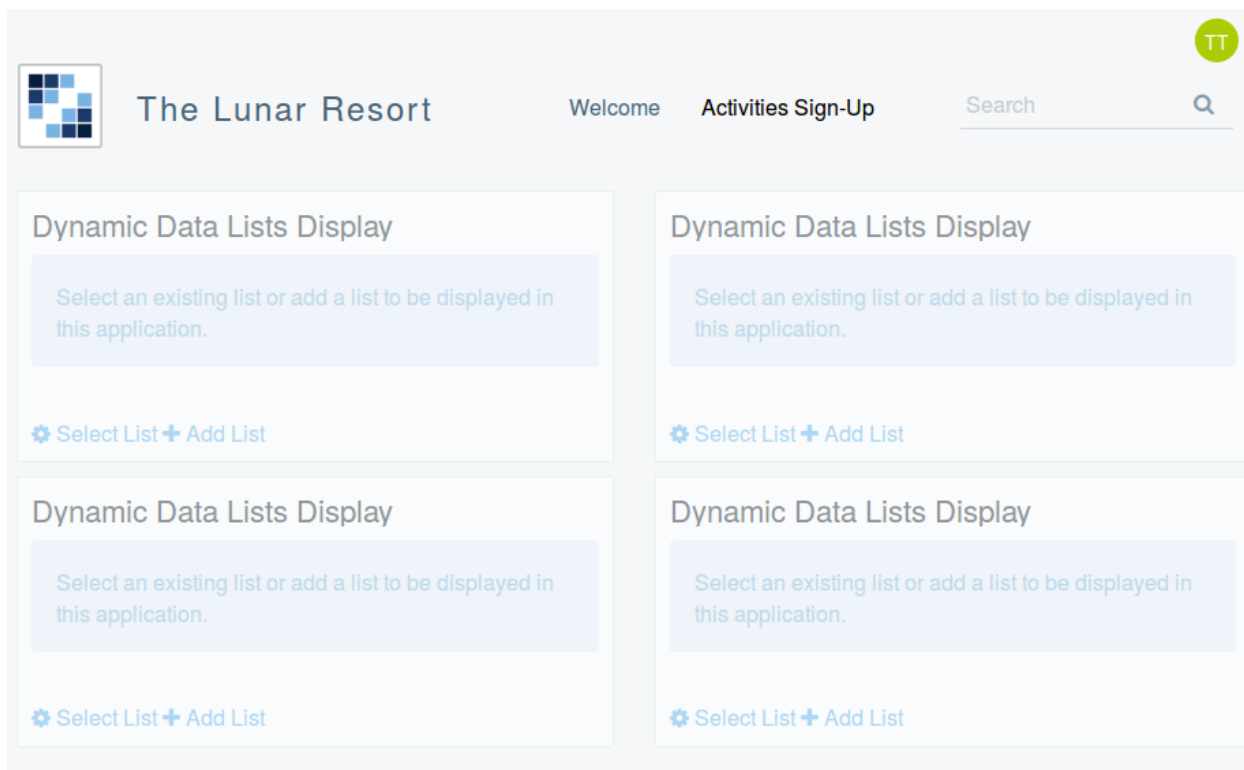 TT
The Lunar Resort
Welcome
Activities Sign-Up
Search
Dynamic Data Lists Display
Select an existing list or add a list to be displayed in
this application.
Select List
Add List
Dynamic Data Lists Display
Select an existing list or add a list to be displayed in
this application.
Select List
Add List
Dynamic Data Lists Display
Select an existing list or add a list to be displayed in
this application.
Select List
Add List
Dynamic Data Lists Display
Select an existing list or add a list to be displayed in
this application.
Select List
Add List